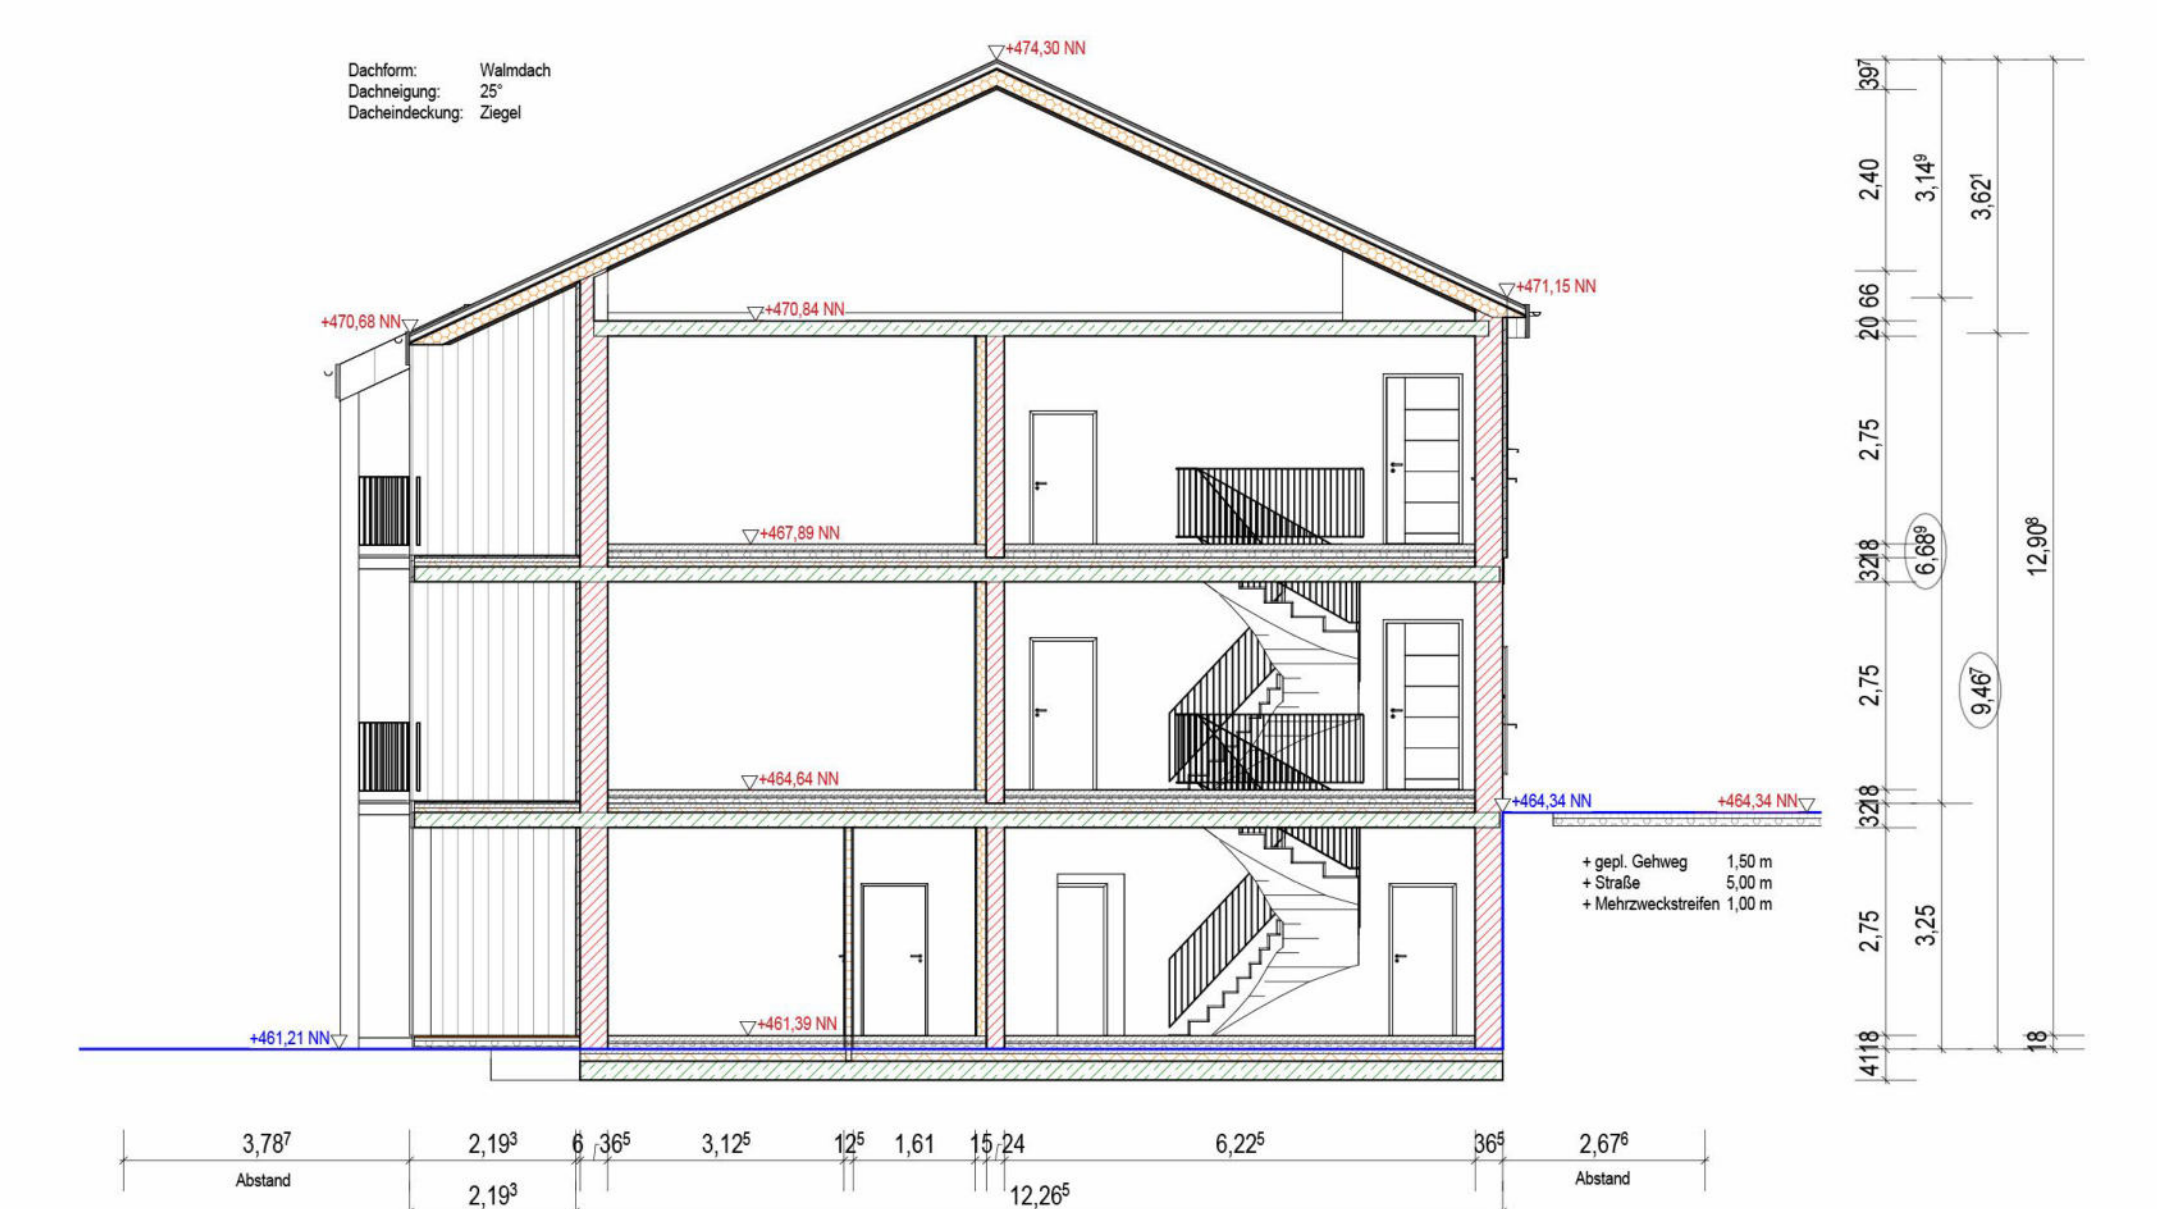 +474,30 NN
Dachform: Walmdach
Dachneigung: 25°
Dacheindeckung: Ziegel
39⁷
2,40
3,14⁹
3,62¹
+471,15 NN
+470,84 NN
+470,68 NN
66
20
2,75
+467,89 NN
18
32
6,68⁹
12,90⁸
2,75
9,46⁷
+464,64 NN
18
32
+464,34 NN +464,34 NN
+ gepl. Gehweg 1,50 m
+ Straße 5,00 m
+ Mehrzweckstreifen 1,00 m
2,75
3,25
+461,39 NN
+461,21 NN
18
18
41
3,78⁷ 2,19³ 6 36⁵ 3,12⁵ 12⁵ 1,61 15 24 6,22⁵ 36⁵ 2,67⁶
Abstand Abstand
2,19³ 12,26⁵